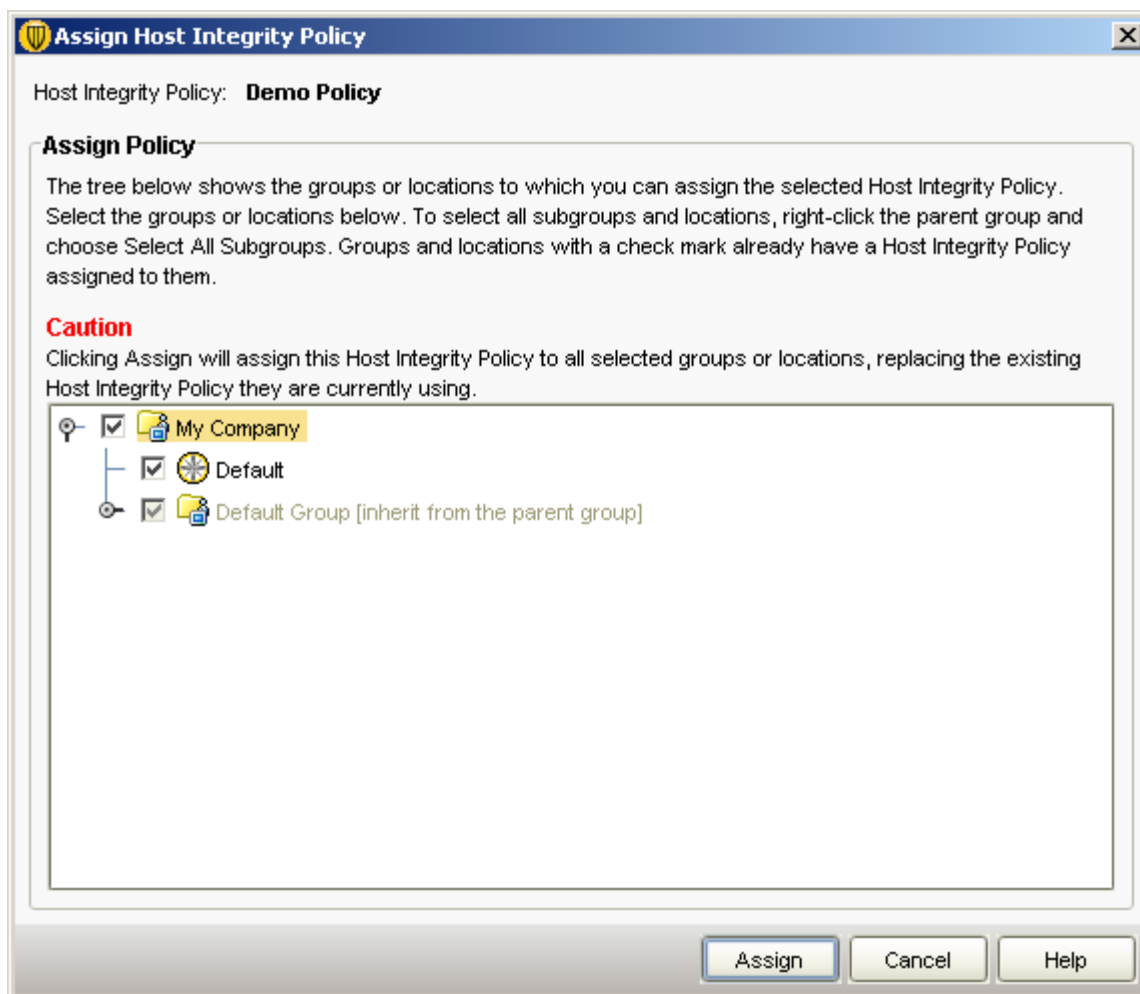 Assign Host Integrity Policy
Host Integrity Policy: Demo Policy
Assign Policy
The tree below shows the groups or locations to which you can assign the selected Host Integrity Policy.
Select the groups or locations below. To select all subgroups and locations, right-click the parent group and
choose Select All Subgroups. Groups and locations with a check mark already have a Host Integrity Policy
assigned to them.
Caution
Clicking Assign will assign this Host Integrity Policy to all selected groups or locations, replacing the existing
Host Integrity Policy they are currently using.
My Company
Default
Default Group [inherit from the parent group]
Assign Cancel Help